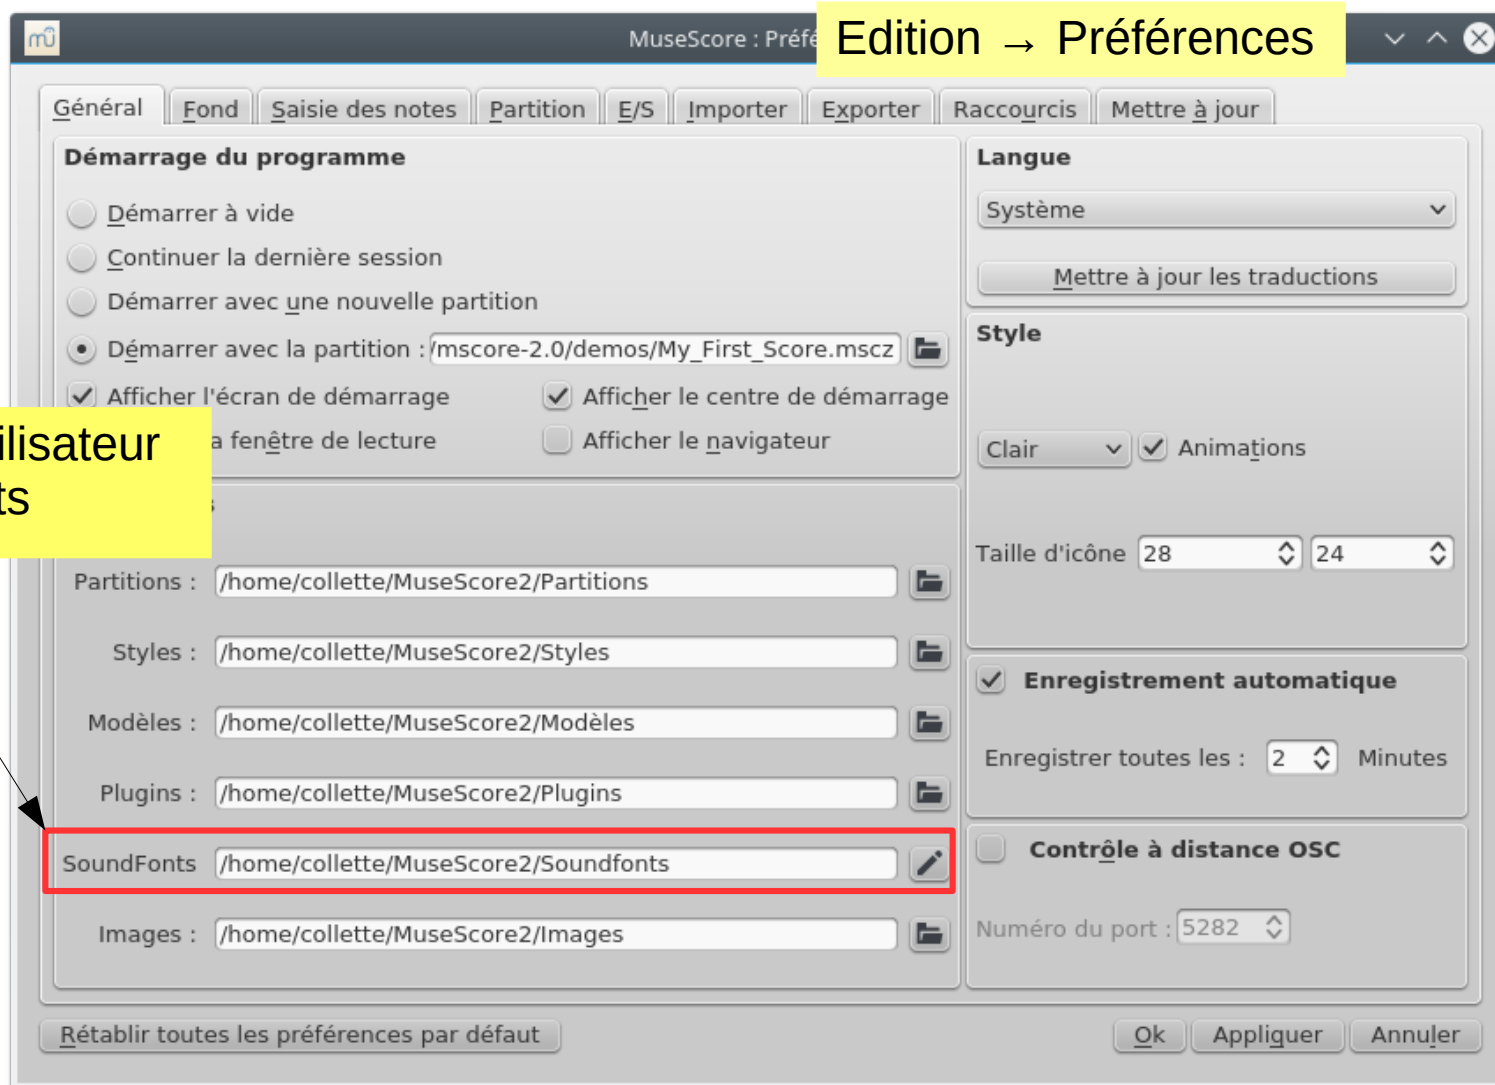 MuseScore : Préfé
Edition → Préférences
Général Fond Saisie des notes Partition E/S Importer Exporter Raccourcis Mettre à jour
Démarrage du programme
Démarrer à vide
Continuer la dernière session
Démarrer avec une nouvelle partition
Démarrer avec la partition : /mscore-2.0/demos/My_First_Score.mscz
Afficher l'écran de démarrage Afficher le centre de démarrage
a fenêtre de lecture Afficher le navigateur
ilisateur
ts
Partitions : /home/collette/MuseScore2/Partitions
Styles : /home/collette/MuseScore2/Styles
Modèles : /home/collette/MuseScore2/Modèles
Plugins : /home/collette/MuseScore2/Plugins
SoundFonts /home/collette/MuseScore2/Soundfonts
Images : /home/collette/MuseScore2/Images
Langue
Système
Mettre à jour les traductions
Style
Clair Animations
Taille d'icône 28 24
Enregistrement automatique
Enregistrer toutes les : 2 Minutes
Contrôle à distance OSC
Numéro du port : 5282
Rétablir toutes les préférences par défaut Ok Appliquer Annuler